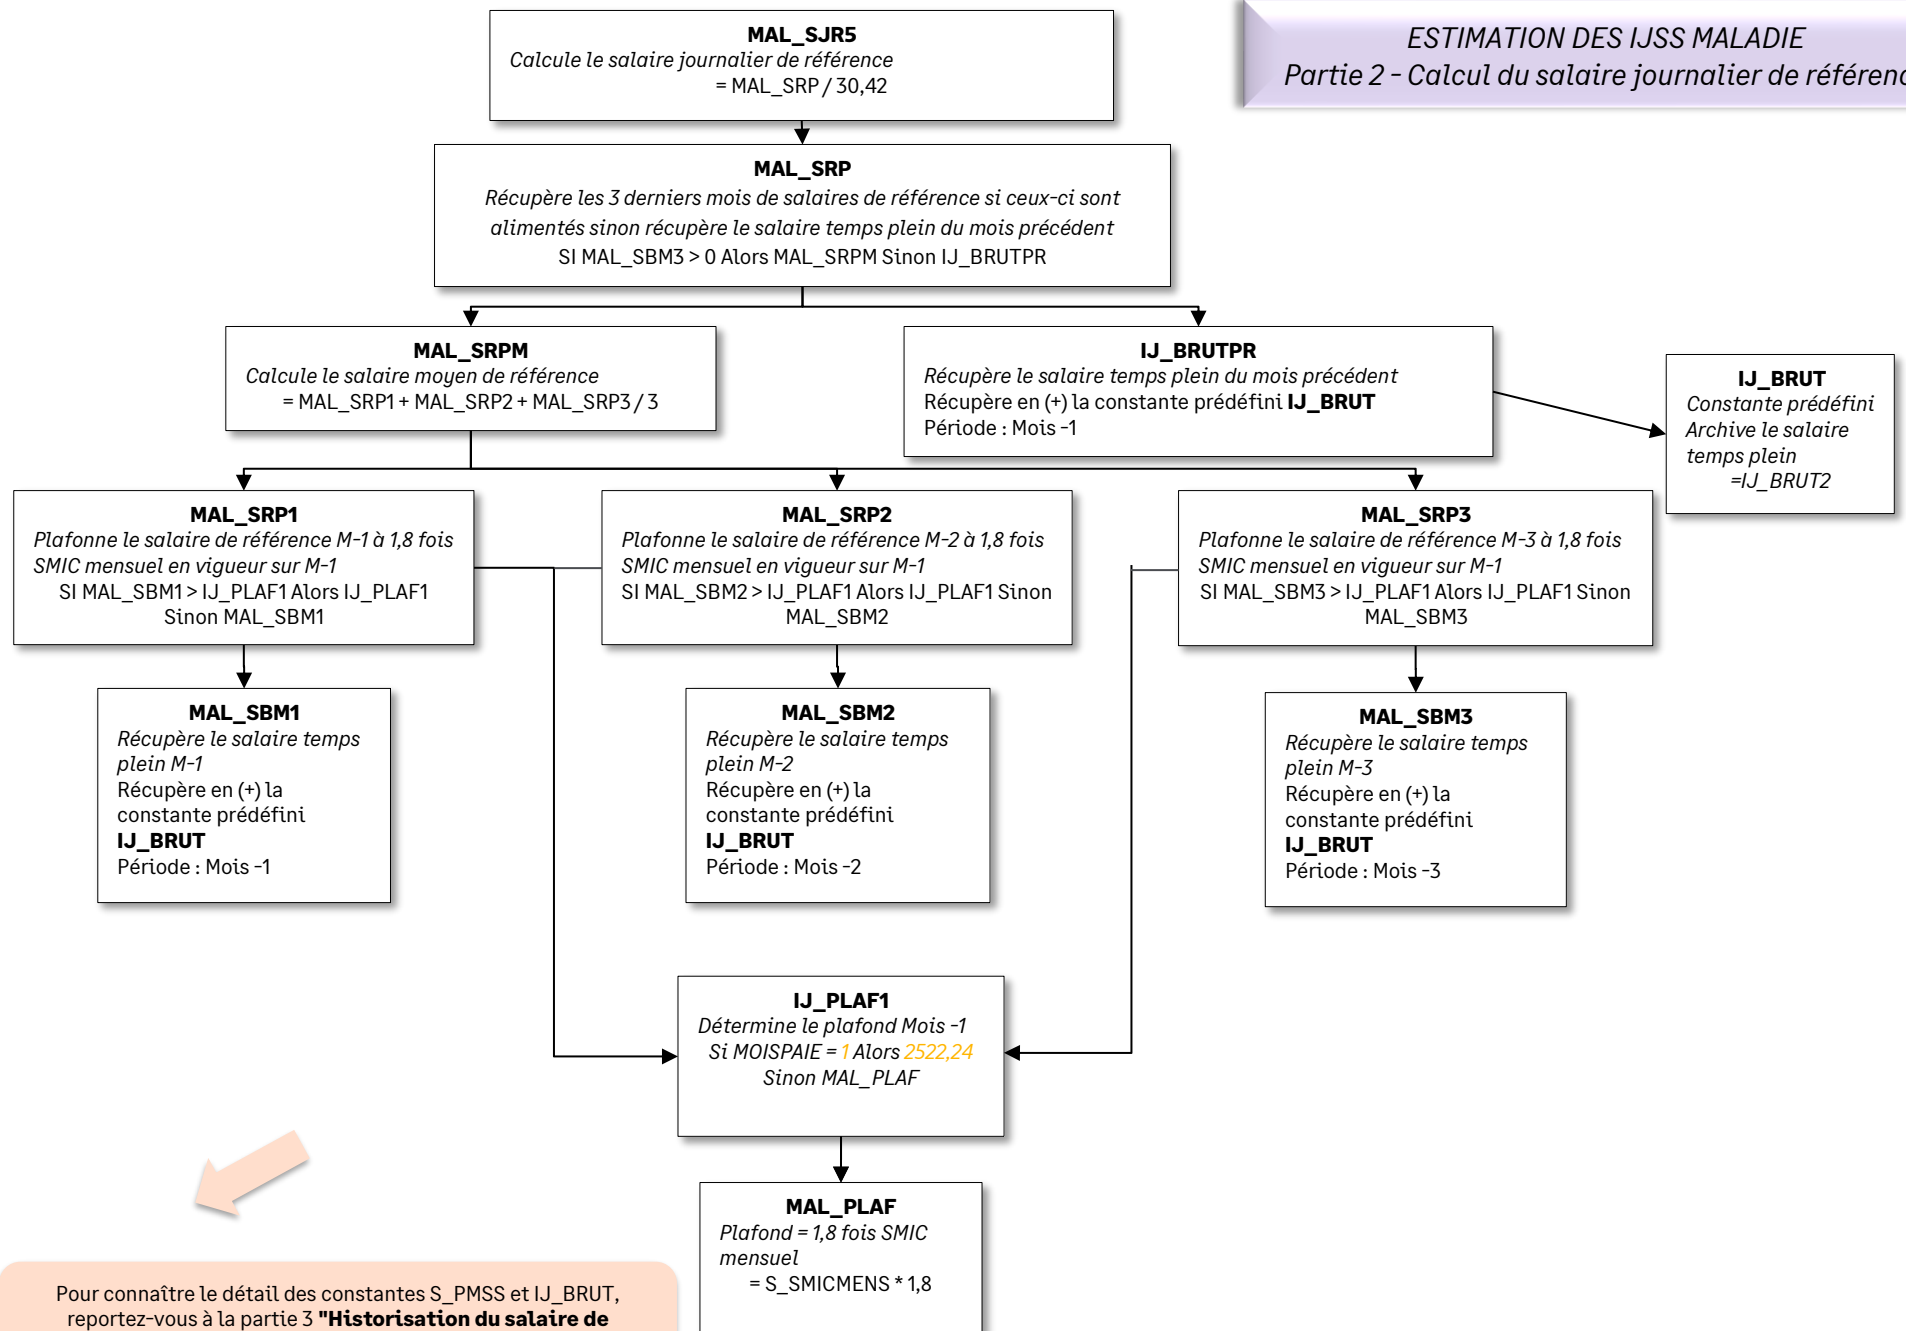 MAL_SJR5
Calcule le salaire journalier de référence
= MAL_SRP / 30,42
ESTIMATION DES IJSS MALADIE
Partie 2 - Calcul du salaire journalier de référenc
MAL_SRP
Récupère les 3 derniers mois de salaires de référence si ceux-ci sont
alimentés sinon récupère le salaire temps plein du mois précédent
SI MAL_SBM3 > 0 Alors MAL_SRPM Sinon IJ_BRUTPR
MAL_SRPM
Calcule le salaire moyen de référence
= MAL_SRP1 + MAL_SRP2 + MAL_SRP3 / 3
IJ_BRUTPR
Récupère le salaire temps plein du mois précédent
Récupère en (+) la constante prédéfini IJ_BRUT
Période : Mois -1
IJ_BRUT
Constante prédéfini
Archive le salaire
temps plein
=IJ_BRUT2
MAL_SRP1
Plafonne le salaire de référence M-1 à 1,8 fois
SMIC mensuel en vigueur sur M-1
SI MAL_SBM1 > IJ_PLAF1 Alors IJ_PLAF1
Sinon MAL_SBM1
MAL_SRP2
Plafonne le salaire de référence M-2 à 1,8 fois
SMIC mensuel en vigueur sur M-1
SI MAL_SBM2 > IJ_PLAF1 Alors IJ_PLAF1 Sinon
MAL_SBM2
MAL_SRP3
Plafonne le salaire de référence M-3 à 1,8 fois
SMIC mensuel en vigueur sur M-1
SI MAL_SBM3 > IJ_PLAF1 Alors IJ_PLAF1 Sinon
MAL_SBM3
MAL_SBM1
Récupère le salaire temps
plein M-1
Récupère en (+) la
constante prédéfini
IJ_BRUT
Période : Mois -1
MAL_SBM2
Récupère le salaire temps
plein M-2
Récupère en (+) la
constante prédéfini
IJ_BRUT
Période : Mois -2
MAL_SBM3
Récupère le salaire temps
plein M-3
Récupère en (+) la
constante prédéfini
IJ_BRUT
Période : Mois -3
IJ_PLAF1
Détermine le plafond Mois -1
Si MOISPAIE = 1 Alors 2522,24
Sinon MAL_PLAF
MAL_PLAF
Plafond = 1,8 fois SMIC
mensuel
= S_SMICMENS * 1,8
Pour connaître le détail des constantes S_PMSS et IJ_BRUT,
reportez-vous à la partie 3 "Historisation du salaire de